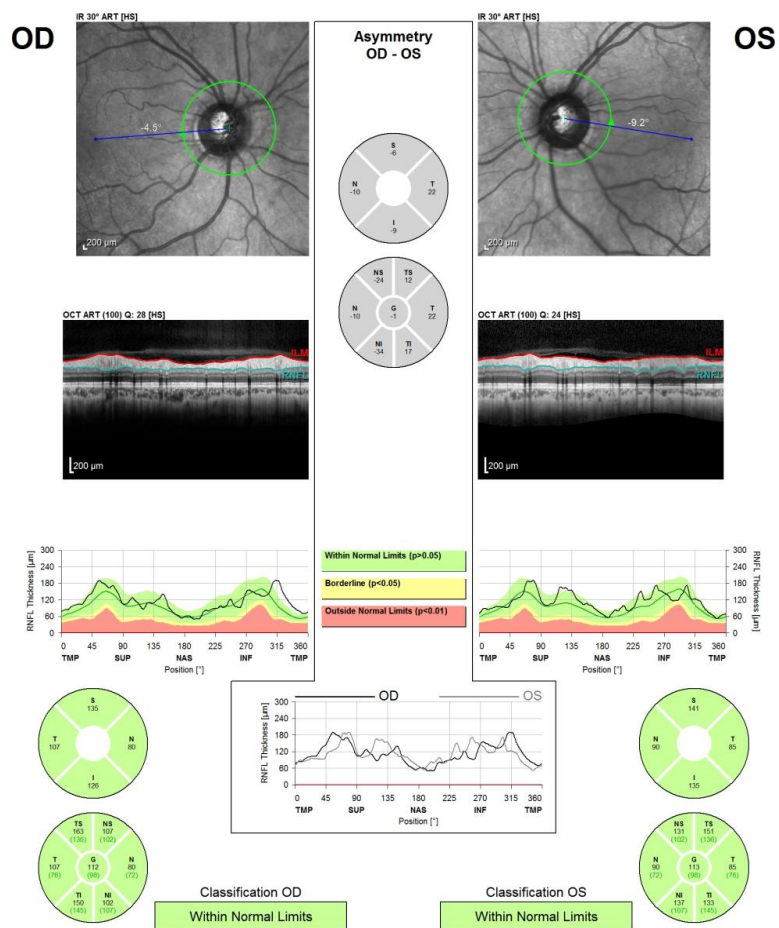 OD
IR 30° ART [HS]
-4.5°
200 µm
Asymmetry
OD - OS
IR 30° ART [HS]
OS
-9.2°
200 µm
S
-6
N
-10
T
22
I
-9
NS
-24
TS
12
N
-10
G
-1
T
22
NI
-34
TI
17
OCT ART (100) Q: 28 [HS]
ILM
RNFL
200 µm
OCT ART (100) Q: 24 [HS]
ILM
RNFL
200 µm
RNFL Thickness [µm]
300
240
180
120
60
0
0 45 90 135 180 225 270 315 360
TMP SUP NAS INF TMP
Position [°]
Within Normal Limits (p>0.05)
Borderline (p<0.05)
Outside Normal Limits (p<0.01)
300
240
180
120
60
0
RNFL Thickness [µm]
0 45 90 135 180 225 270 315 360
TMP SUP NAS INF TMP
Position [°]
S
135
T
107
N
80
I
126
OD OS
RNFL Thickness [µm]
300
240
180
120
60
0
0 45 90 135 180 225 270 315 360
TMP SUP NAS INF TMP
Position [°]
S
141
N
90
T
85
I
135
TS
163
(136)
NS
107
(102)
T
107
(76)
G
112
(98)
N
80
(72)
TI
150
(145)
NI
102
(107)
Classification OD
Within Normal Limits
Classification OS
Within Normal Limits
NS
131
(102)
TS
151
(136)
N
90
(72)
G
113
(98)
T
85
(76)
NI
137
(107)
TI
133
(145)